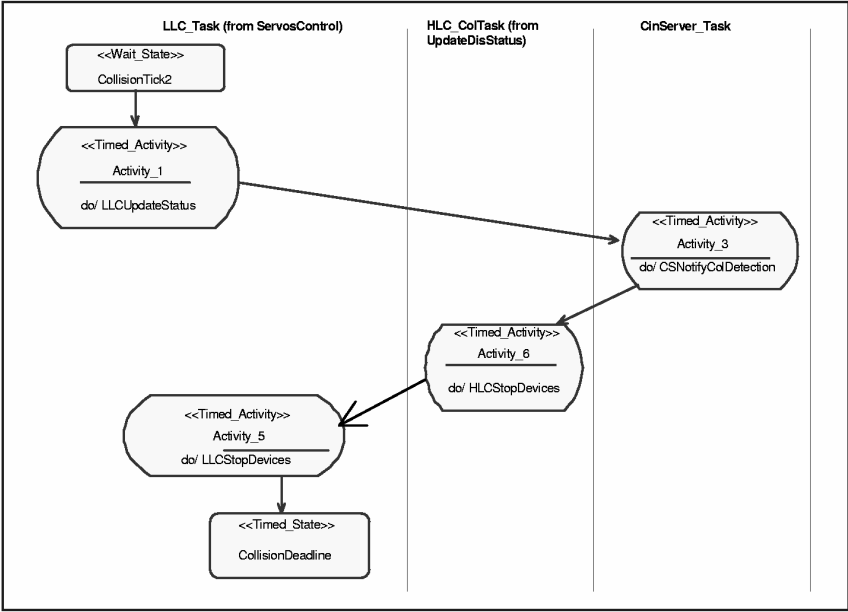 LLC_Task (from ServosControl)
HLC_ColTask (from
UpdateDisStatus)
CinServer_Task
<<Wait_State>>
CollisionTick2
<<Timed_Activity>>
Activity_1
do/ LLCUpdateStatus
<<Timed_Activity>>
Activity_3
do/ CSNotifyColDetection
<<Timed_Activity>>
Activity_6
do/ HLCStopDevices
<<Timed_Activity>>
Activity_5
do/ LLCStopDevices
<<Timed_State>>
CollisionDeadline